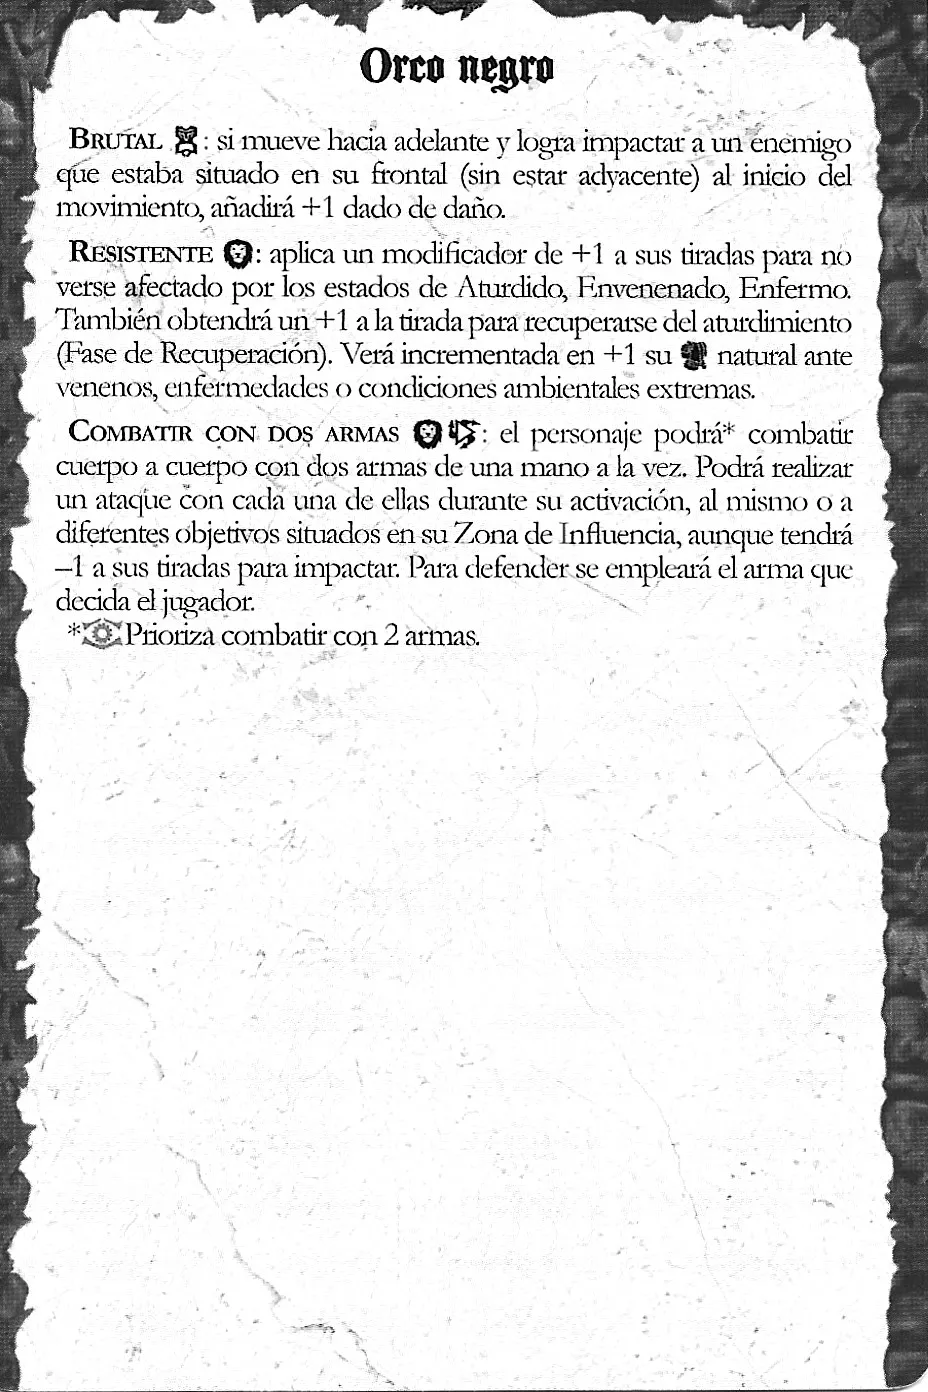 Orco negro
BRUTAL : si mueve hacia adelante y logra impactar a un enemigo
que estaba situado en su frontal (sin estar adyacente) al inicio del
movimiento, añadirá +1 dado de daño.
RESISTENTE : aplica un modificador de +1 a sus tiradas para no
verse afectado por los estados de Aturdido, Envenenado, Enfermo.
También obtendrá un +1 a la tirada para recuperarse del aturdimiento
(Fase de Recuperación). Verá incrementada en +1 su natural ante
venenos, enfermedades o condiciones ambientales extremas.
COMBATIR CON DOS ARMAS : el personaje podrá* combatir
cuerpo a cuerpo con dos armas de una mano a la vez. Podrá realizar
un ataque con cada una de ellas durante su activación, al mismo o a
diferentes objetivos situados en su Zona de Influencia, aunque tendrá
–1 a sus tiradas para impactar. Para defender se empleará el arma que
decida el jugador.
* Prioriza combatir con 2 armas.